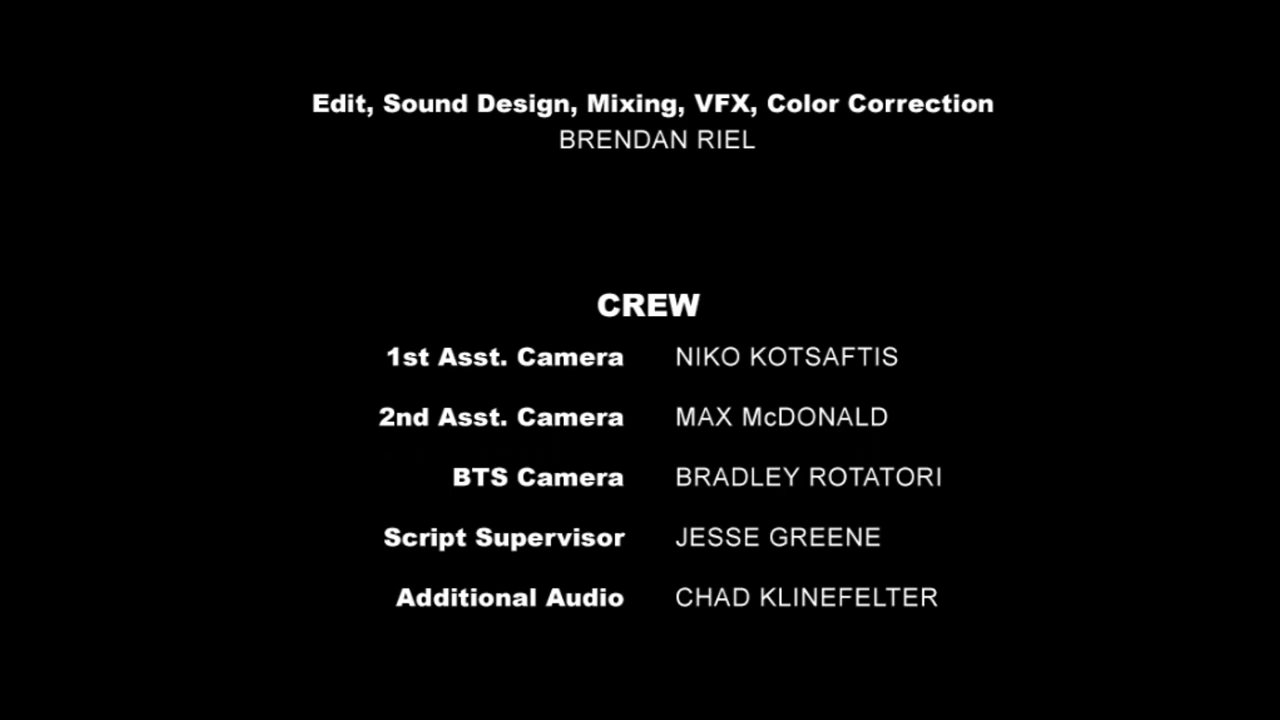 Edit, Sound Design, Mixing, VFX, Color Correction
BRENDAN RIEL
CREW
1st Asst. Camera NIKO KOTSAFTIS
2nd Asst. Camera MAX McDONALD
BTS Camera BRADLEY ROTATORI
Script Supervisor JESSE GREENE
Additional Audio CHAD KLINEFELTER